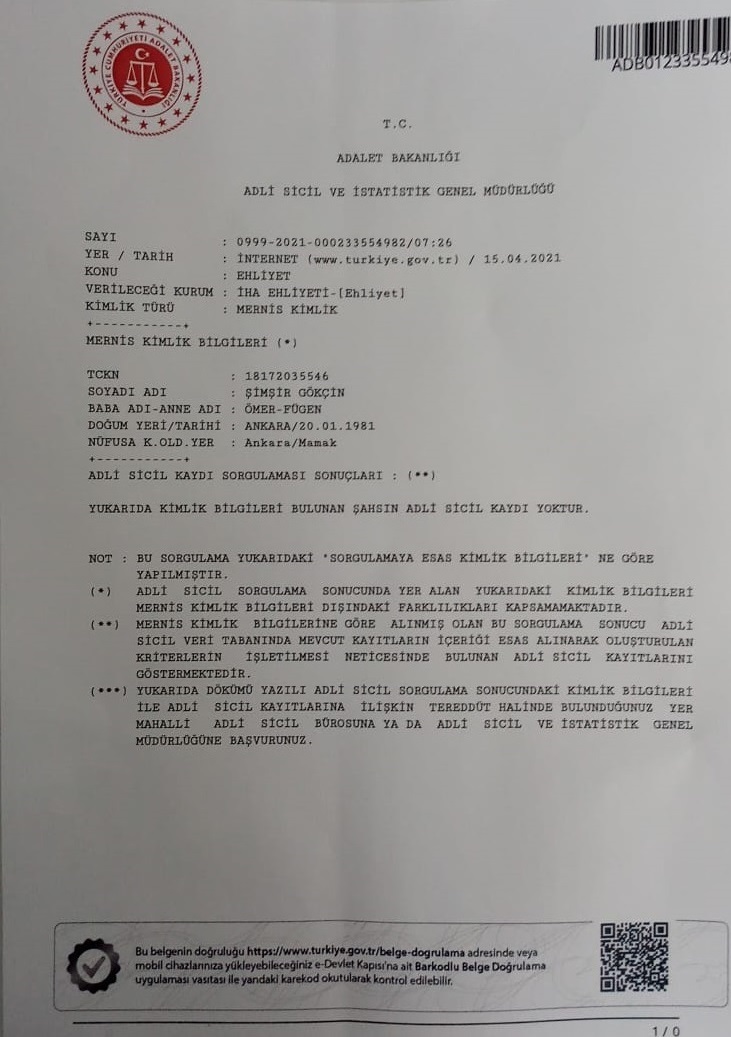 TÜRKİYE CUMHURİYETİ ADALET BAKANLIĞI
ADB0123355498
T.C.
ADALET BAKANLIĞI
ADLİ SİCİL VE İSTATİSTİK GENEL MÜDÜRLÜĞÜ
SAYI : 0999-2021-000233554982/07:26
YER / TARİH : İNTERNET (www.turkiye.gov.tr) / 15.04.2021
KONU : EHLİYET
VERİLECEĞİ KURUM : İHA EHLİYETİ-[Ehliyet]
KİMLİK TÜRÜ : MERNİS KİMLİK
+-----------+
MERNİS KİMLİK BİLGİLERİ (*)
TCKN : 18172035546
SOYADI ADI : ŞİMŞİR GÖKÇİN
BABA ADI-ANNE ADI : ÖMER-FÜGEN
DOĞUM YERİ/TARİHİ : ANKARA/20.01.1981
NÜFUSA K.OLD.YER : Ankara/Mamak
+-----------+
ADLİ SİCİL KAYDI SORGULAMASI SONUÇLARI : (**)
YUKARIDA KİMLİK BİLGİLERİ BULUNAN ŞAHSIN ADLİ SİCİL KAYDI YOKTUR.
NOT : BU SORGULAMA YUKARIDAKİ 'SORGULAMAYA ESAS KİMLİK BİLGİLERİ' NE GÖRE
YAPILMIŞTIR.
(*) ADLİ SİCİL SORGULAMA SONUCUNDA YER ALAN YUKARIDAKİ KİMLİK BİLGİLERİ
MERNİS KİMLİK BİLGİLERİ DIŞINDAKİ FARKLILIKLARI KAPSAMAMAKTADIR.
(**) MERNİS KİMLİK BİLGİLERİNE GÖRE ALINMIŞ OLAN BU SORGULAMA SONUCU ADLİ
SİCİL VERİ TABANINDA MEVCUT KAYITLARIN İÇERİĞİ ESAS ALINARAK OLUŞTURULAN
KRİTERLERİN İŞLETİLMESİ NETİCESİNDE BULUNAN ADLİ SİCİL KAYITLARINI
GÖSTERMEKTEDİR.
(***) YUKARIDA DÖKÜMÜ YAZILI ADLİ SİCİL SORGULAMA SONUCUNDAKİ KİMLİK BİLGİLERİ
İLE ADLİ SİCİL KAYITLARINA İLİŞKİN TEREDDÜT HALİNDE BULUNDUĞUNUZ YER
MAHALLİ ADLİ SİCİL BÜROSUNA YA DA ADLİ SİCİL VE İSTATİSTİK GENEL
MÜDÜRLÜĞÜNE BAŞVURUNUZ.
Bu belgenin doğruluğu https://www.turkiye.gov.tr/belge-dogrulama adresinde veya
mobil cihazlarınıza yükleyebileceğiniz e-Devlet Kapısı'na ait Barkodlu Belge Doğrulama
uygulaması vasıtası ile yandaki karekod okutularak kontrol edilebilir.
1 / 0